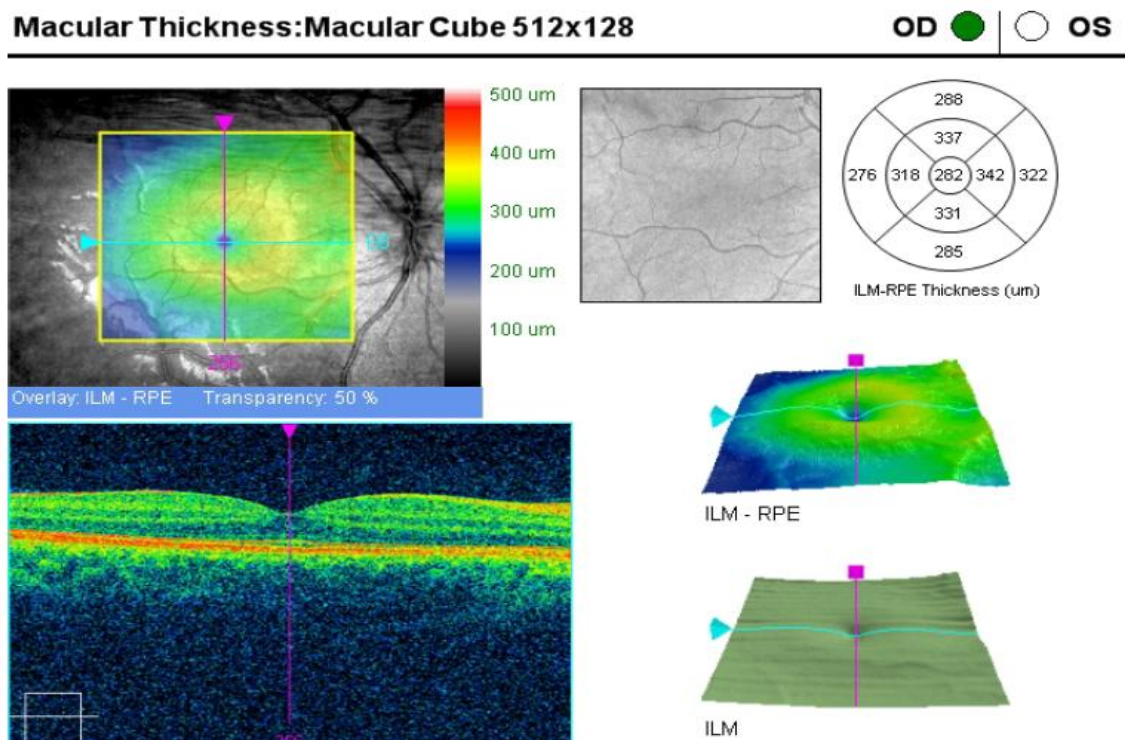 Macular Thickness:Macular Cube 512x128
OD OS
500 um
400 um
300 um
200 um
100 um
256
Overlay: ILM - RPE Transparency: 50 %
288
337
276 318 282 342 322
331
285
ILM-RPE Thickness (um)
ILM - RPE
ILM